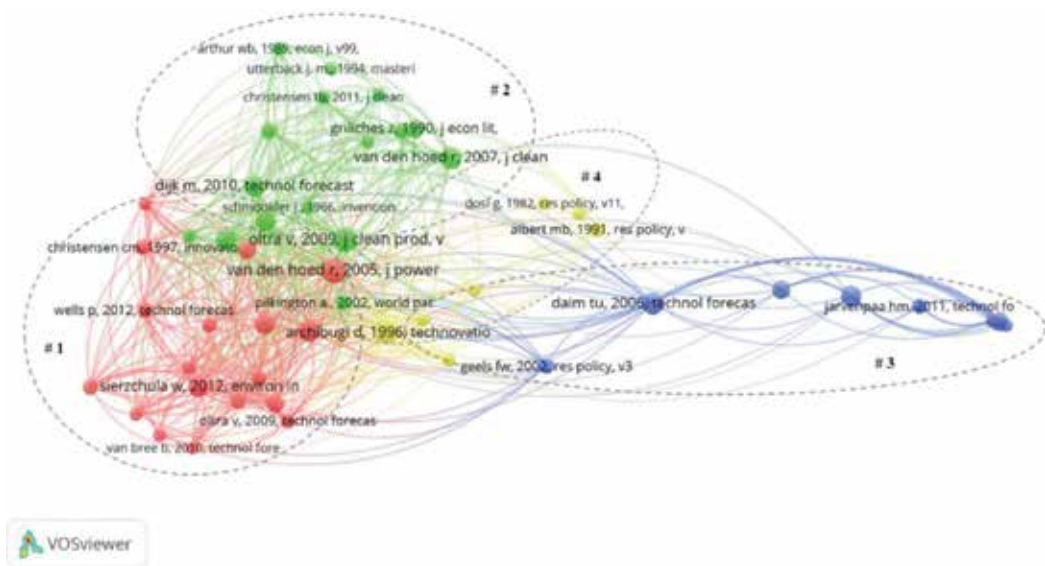 arthur wb, 1989, econ j, v99,
utterback j. m., 1994, masteri
# 2
christensen tb, 2011, j clean
griliches z, 1990, j econ lit,
van den hoed r, 2007, j clean
# 4
dijk m, 2010, technol forecast
schmookler j., 1966, invention
dosi g, 1982, res policy, v11,
albert mb, 1991, res policy, v
oltra v, 2009, j clean prod, v
christensen cm, 1997, innovato
van den hoed r, 2005, j power
wells p, 2012, technol forecas
pilkington a., 2002, world pat
daim tu, 2006, technol forecas
jarvenpaa hm, 2011, technol fo
archibugi d, 1996, technovatio
# 1
geels fw, 2002, res policy, v3
# 3
sierzchula w, 2012, environ in
oltra v, 2009, technol forecas
van bree b, 2010, technol fore
VOSviewer